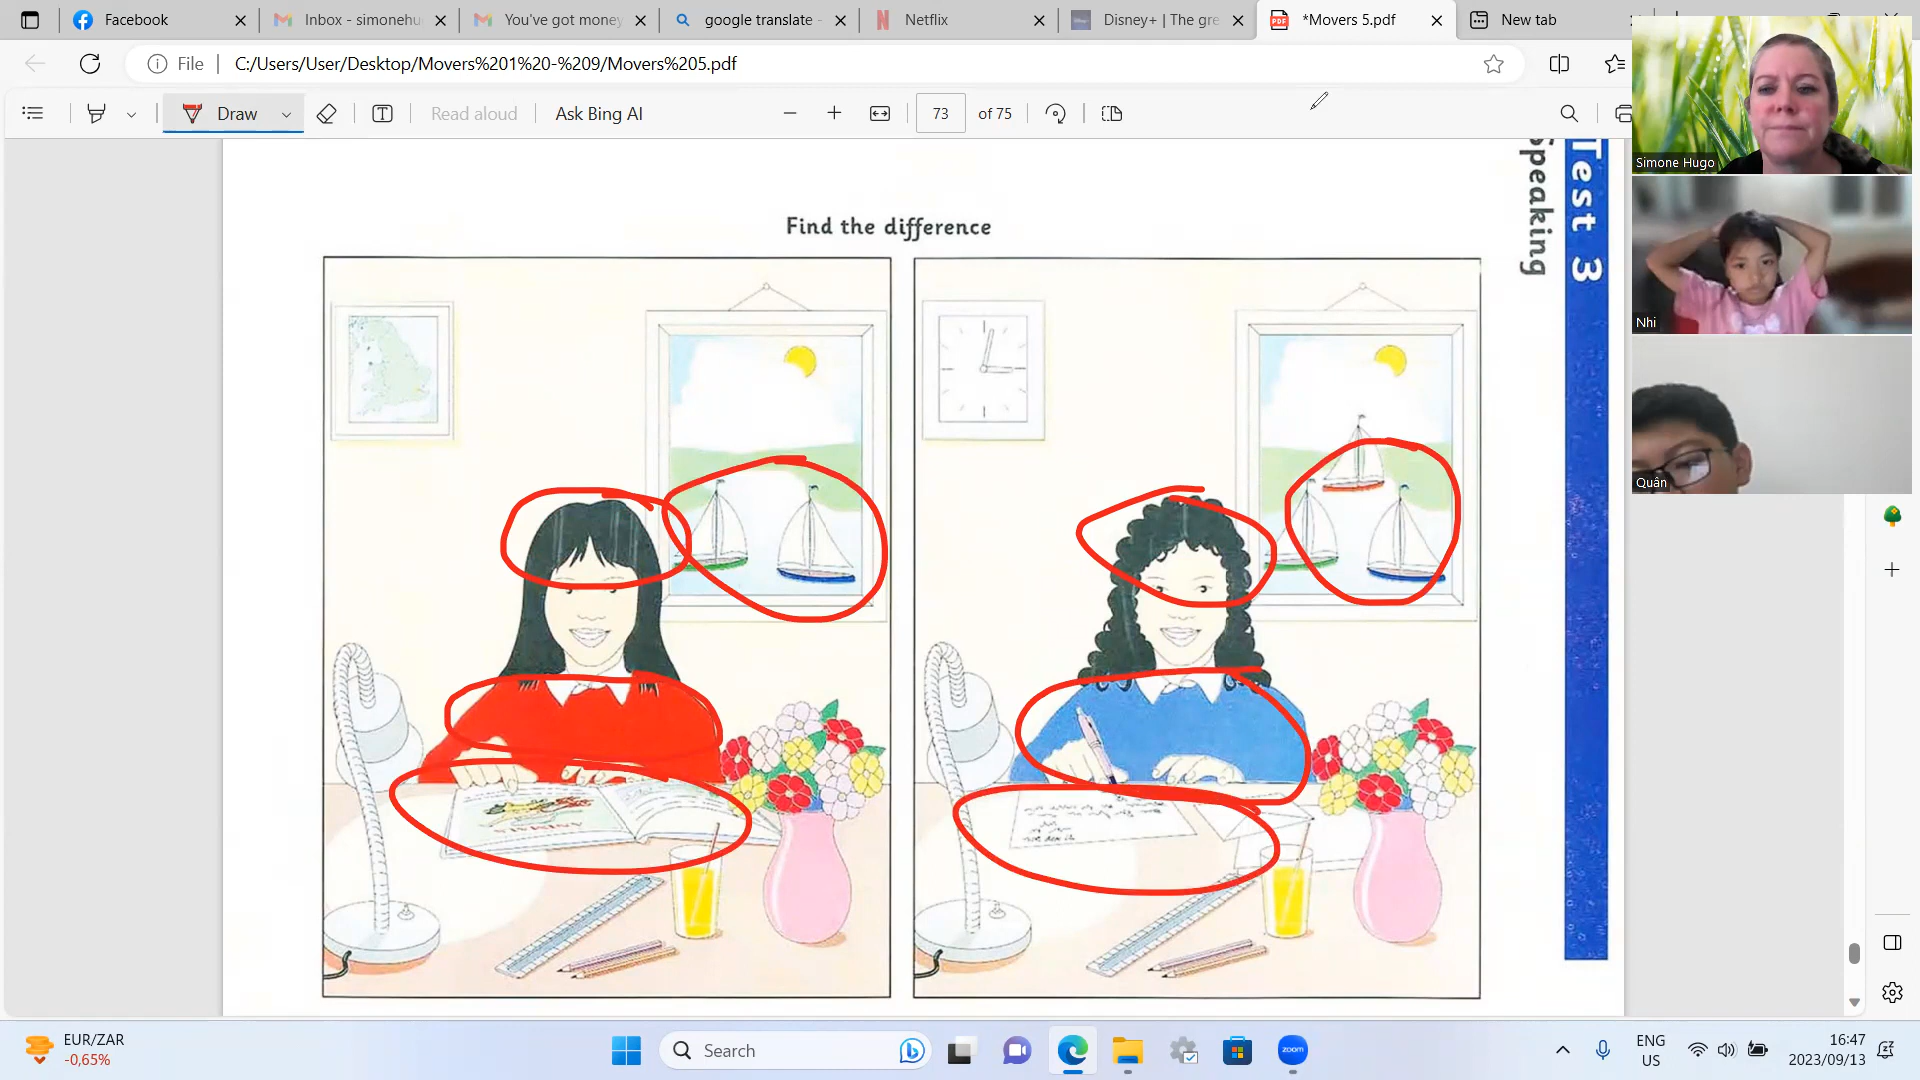 Facebook
Inbox - simonehu
You've got money
google translate -
Netflix
Disney+ | The gre
*Movers 5.pdf
New tab
File
C:/Users/User/Desktop/Movers%201%20-%209/Movers%205.pdf
Draw
Read aloud
Ask Bing AI
73
of 75
Find the difference
Test 3
Speaking
Simone Hugo
Nhi
Quân
EUR/ZAR
-0,65%
Search
zoom
ENG
US
16:47
2023/09/13